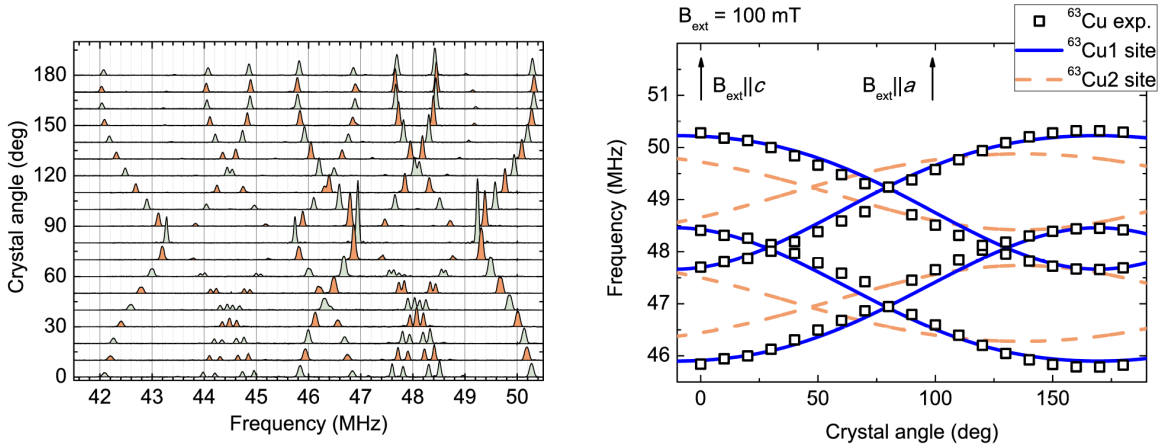 180
150
120
90
60
30
0
Crystal angle (deg)
42 43 44 45 46 47 48 49 50
Frequency (MHz)
B_ext = 100 mT
⁶³Cu exp.
⁶³Cu1 site
⁶³Cu2 site
B_ext||c
B_ext||a
51
50
49
48
47
46
Frequency (MHz)
0 50 100 150
Crystal angle (deg)